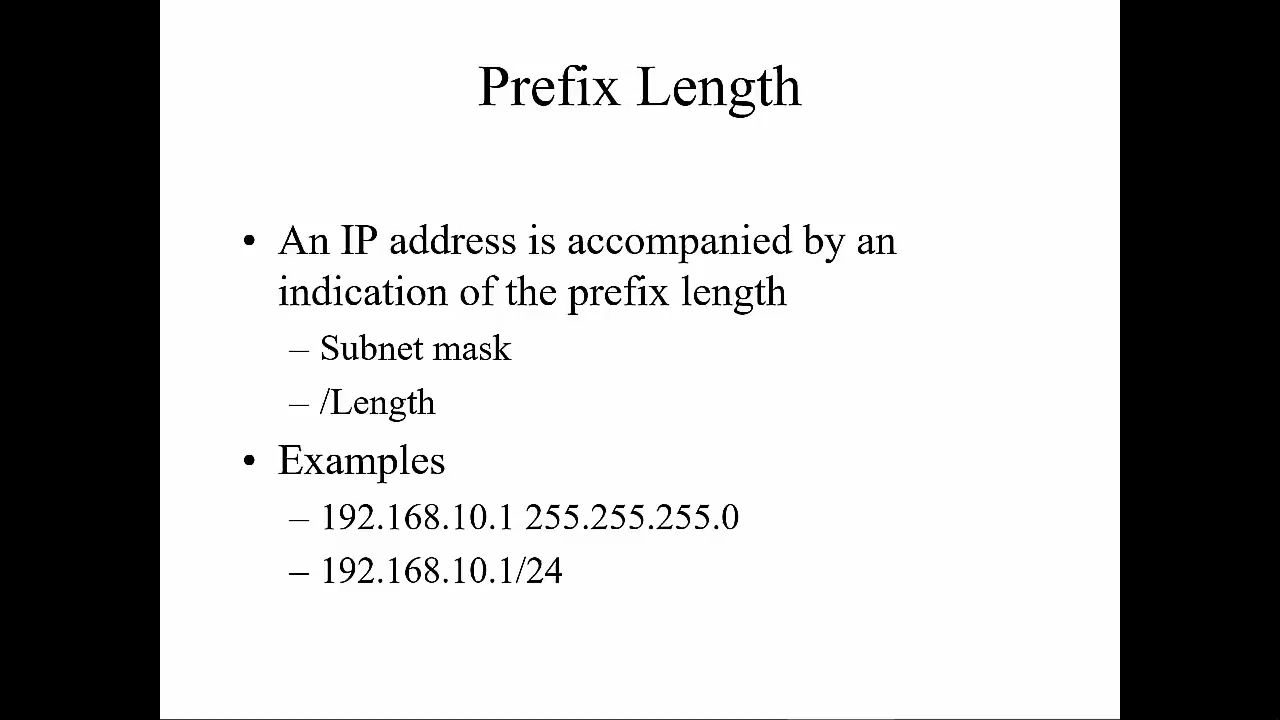 Prefix Length
• An IP address is accompanied by an
indication of the prefix length
– Subnet mask
– /Length
• Examples
– 192.168.10.1 255.255.255.0
– 192.168.10.1/24